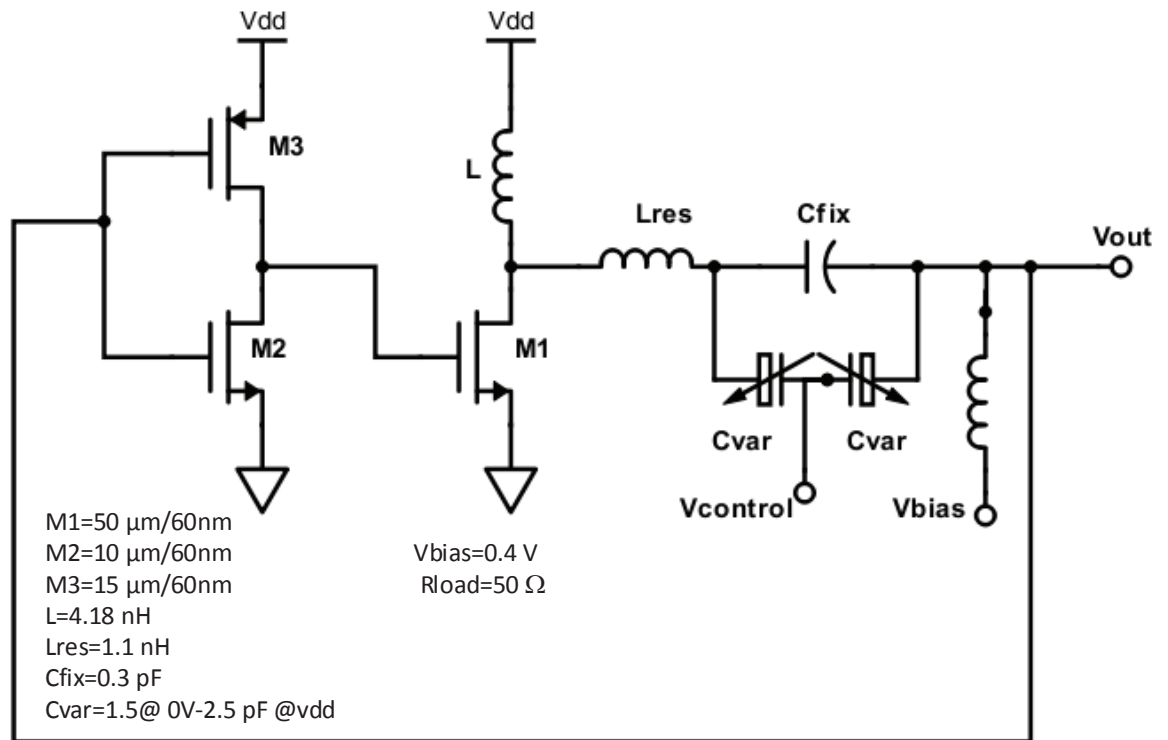 Vdd
Vdd
M3
L
Lres
Cfix
Vout
M2
M1
Cvar
Cvar
Vcontrol
Vbias
M1=50 µm/60nm
M2=10 µm/60nm
M3=15 µm/60nm
L=4.18 nH
Lres=1.1 nH
Cfix=0.3 pF
Cvar=1.5@ 0V-2.5 pF @vdd
Vbias=0.4 V
Rload=50 Ω